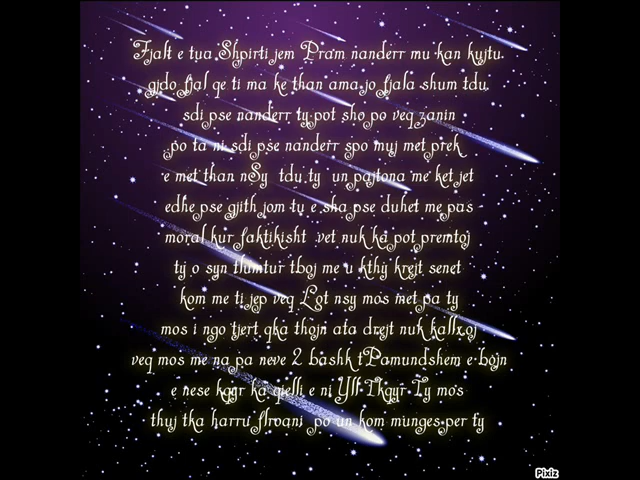 Fjalt e tua Shpirti jem Pram nanderr mu kan kujtu.
gjdo fjal qe ti ma ke than ama jo fjala shum tdu.
sdi pse nanderr ty pot sho po veq zanin
po ta ni sdi pse nanderr spo muj met prek
e met than nSy tdu ty un pajtona me ket jet
edhe pse gjith jom tu e sha pse duhet me pas
moral kur faktikisht vet nuk ka pot premtoj
ty o syn tlumtur tboj me u kthy krejt senet
kom me ti jep veq Lot nsy mos met pa ty
mos i ngo tjert qka thojn ata drejt nuk kallxoj
veq mos me na pa neve 2 bashk tPamundshem e bojn
e nese kqyr ka qielli e ni Yll Tkqyr Ty mos
thuj tka harru flroani po un kom munges per ty
Pixiz